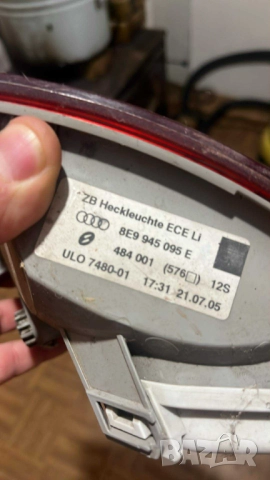 ZB Heckleuchte ECE LI
8E9 945 095 E
484 001 (576□) 12S
ULO 7480-01 17:31 21.07.05
BAZAR
bg